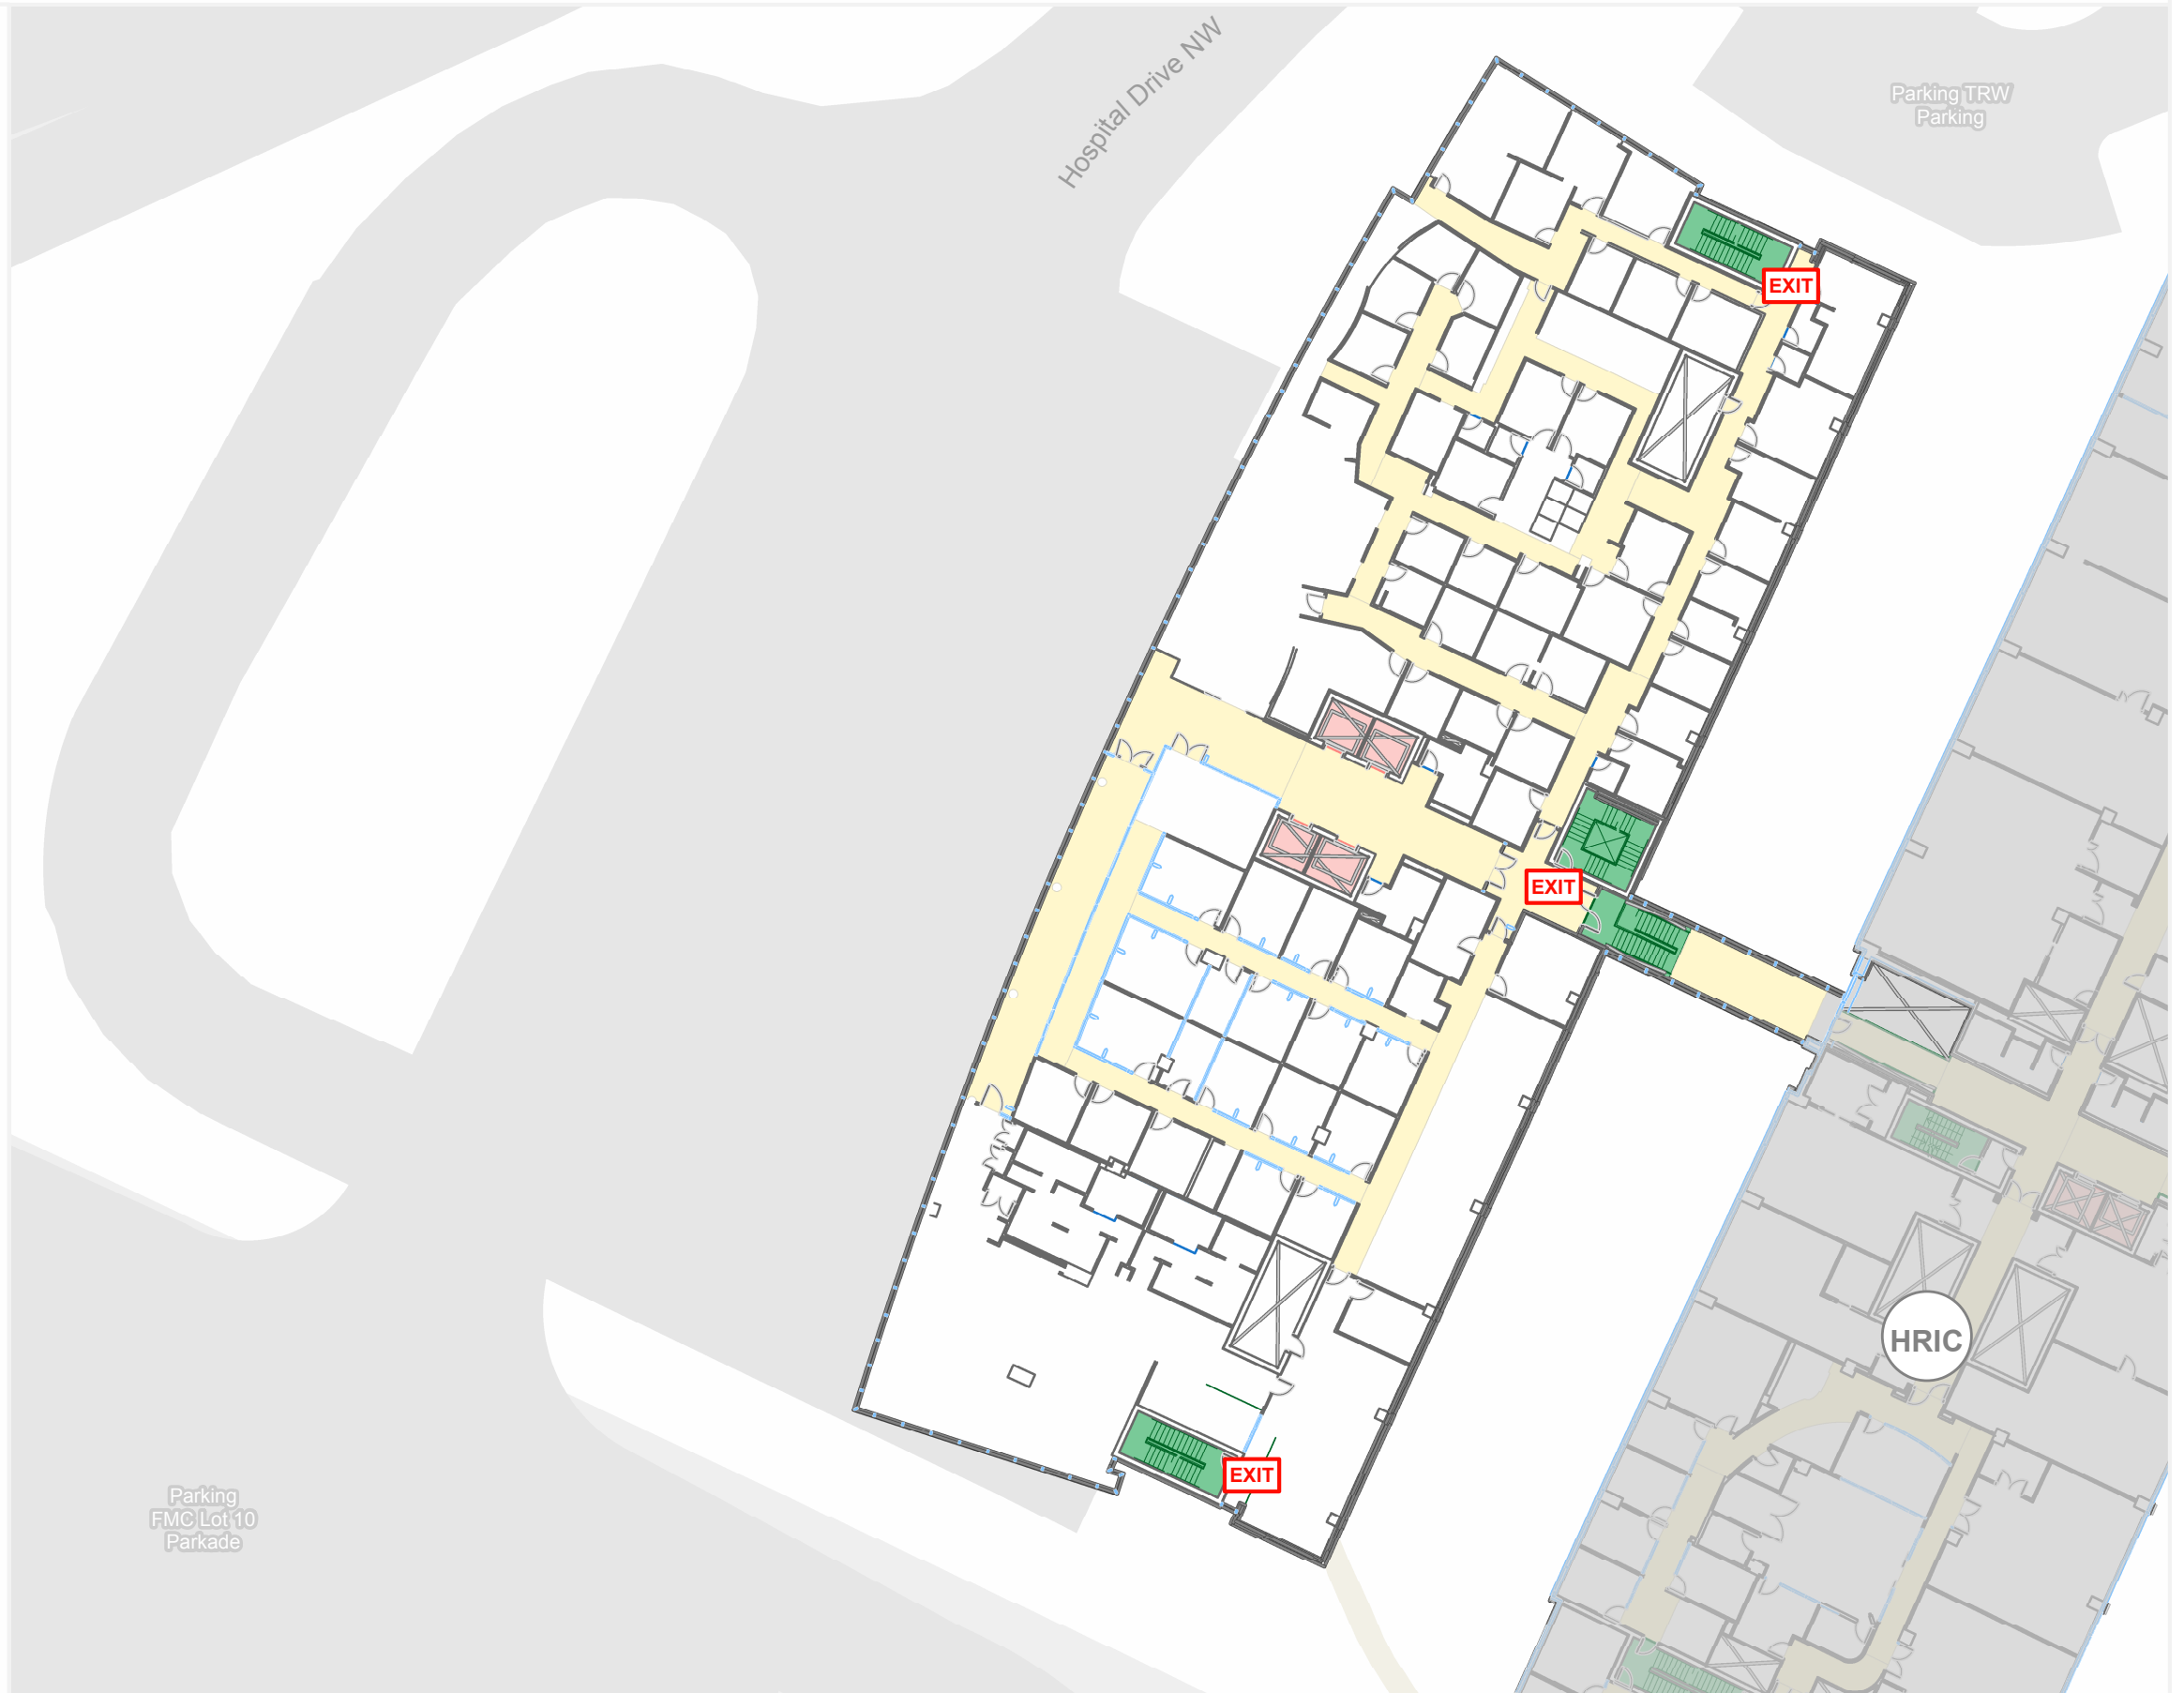 Hospital Drive NW
Parking TRW
Parking
EXIT
EXIT
HRIC
EXIT
Parking
FMC Lot 10
Parkade